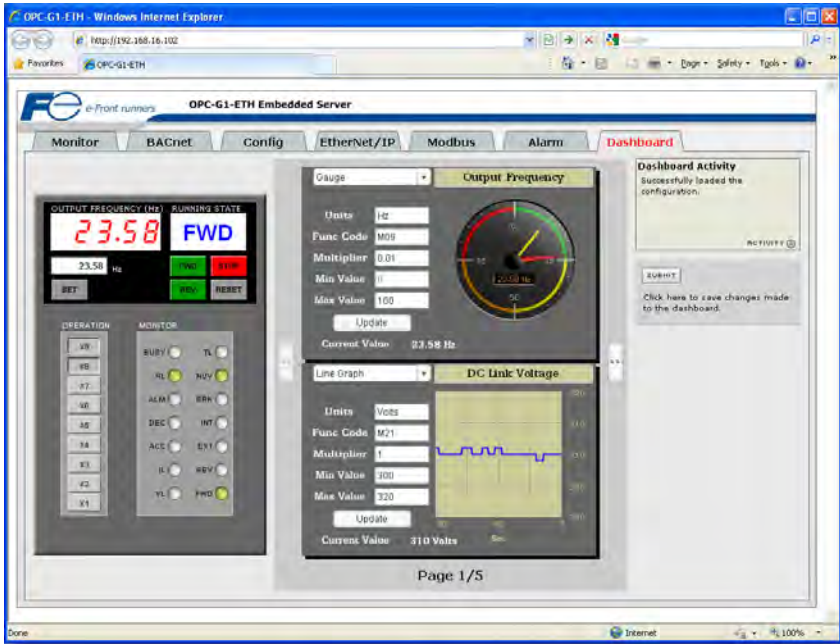 OPC-G1-ETH - Windows Internet Explorer
http://192.168.16.102
Favorites OPC-G1-ETH Page Safety Tools
Fe e-Front runners OPC-G1-ETH Embedded Server
Monitor BACnet Config EtherNet/IP Modbus Alarm Dashboard
OUTPUT FREQUENCY (Hz) RUNNING STATE
23.58 FWD
23.58 Hz FWD STOP
SET REV RESET
OPERATION MONITOR
X9
X8
X7
X6
X5
X4
X3
X2
X1
BUSY TL
RL NUV
ALM BRK
DEC INT
ACC EXT
IL REV
VL FWD
Gauge Output Frequency
Units Hz
Func Code M09
Multiplier 0.01
Min Value 0
Max Value 100
Update
Current Value 23.58 Hz
50
23.58 Hz
Line Graph DC Link Voltage
Units Volts
Func Code M21
Multiplier 1
Min Value 300
Max Value 320
Update
Current Value 310 Volts
Sec
Page 1/5
Dashboard Activity
Successfully loaded the
configuration.
ACTIVITY
SUBMIT
Click here to save changes made
to the dashboard.
Done Internet 100%